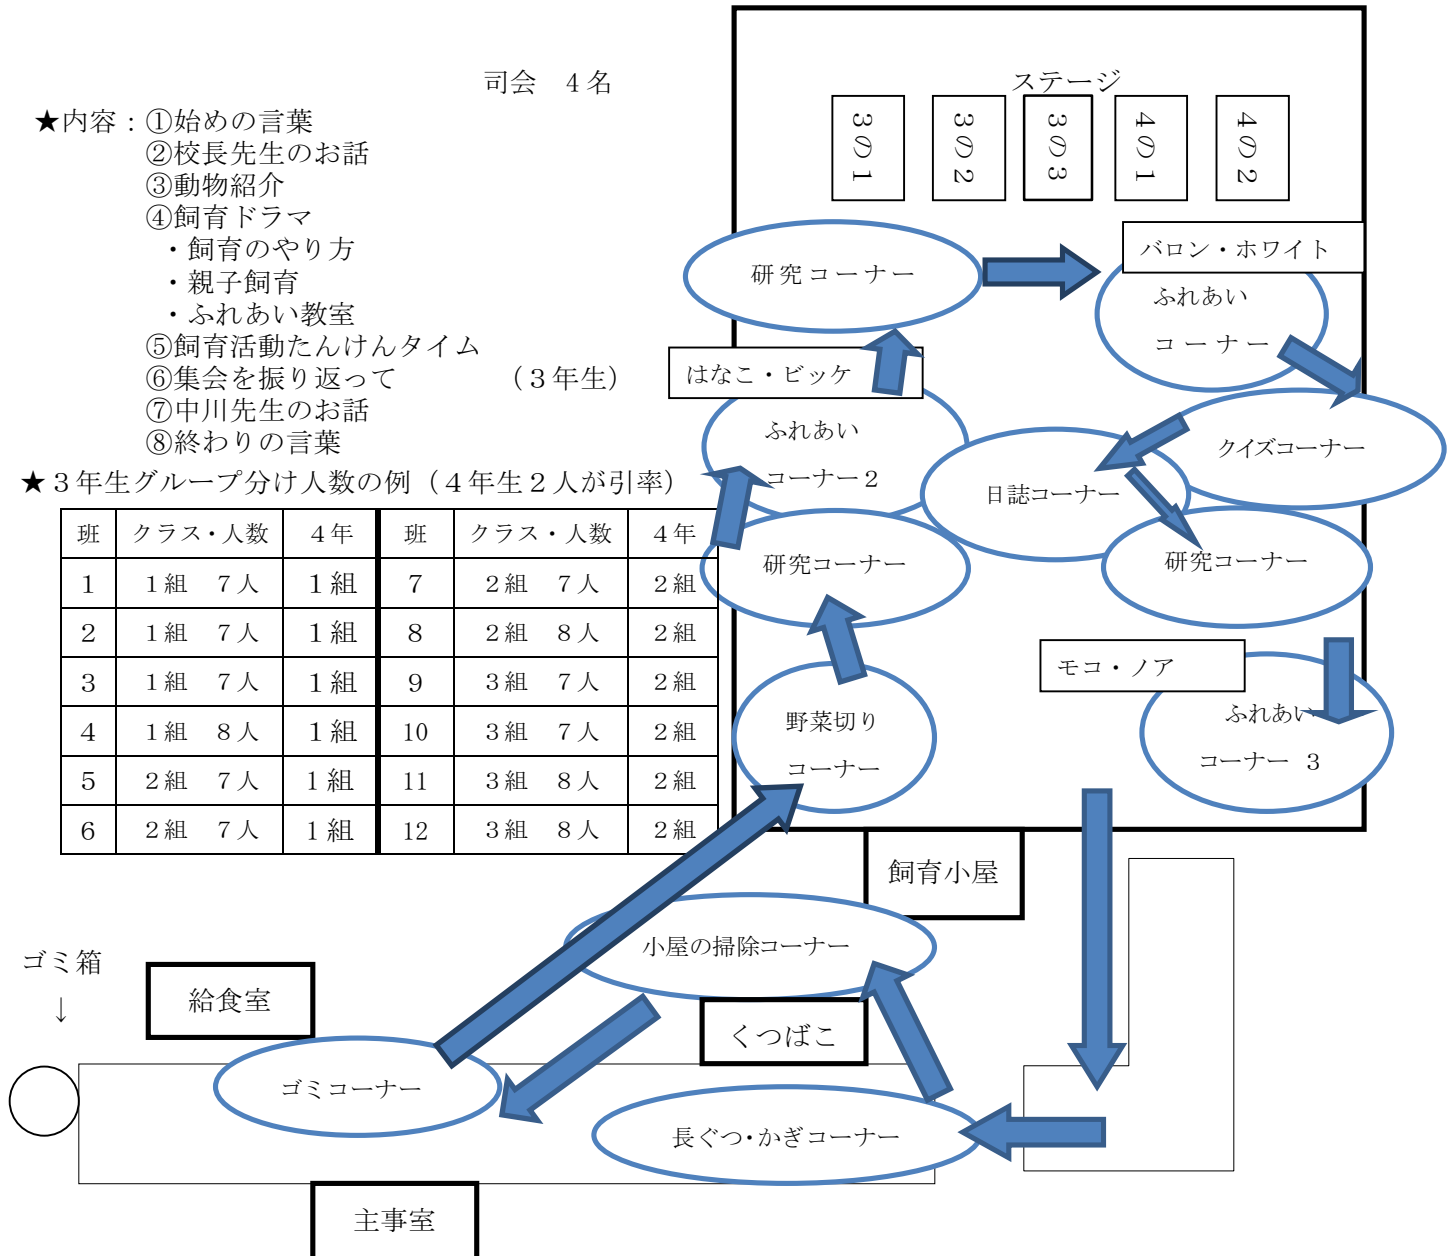 司会　４名
★内容：①始めの言葉
②校長先生のお話
③動物紹介
④飼育ドラマ
・飼育のやり方
・親子飼育
・ふれあい教室
⑤飼育活動たんけんタイム
⑥集会を振り返って　（３年生）
⑦中川先生のお話
⑧終わりの言葉
★３年生グループ分け人数の例（４年生２人が引率）
班　クラス・人数　４年　班　クラス・人数　４年
1　１組　７人　１組　7　２組　７人　２組
2　１組　７人　１組　8　２組　８人　２組
3　１組　７人　１組　9　３組　７人　２組
4　１組　８人　１組　10　３組　７人　２組
5　２組　７人　１組　11　３組　８人　２組
6　２組　７人　１組　12　３組　８人　２組
ステージ
３の１
３の２
３の３
４の１
４の２
研究コーナー
バロン・ホワイト
ふれあい
コーナー
はなこ・ビッケ
ふれあい
コーナー２
クイズコーナー
日誌コーナー
研究コーナー
研究コーナー
モコ・ノア
ふれあい
コーナー 3
野菜切り
コーナー
飼育小屋
小屋の掃除コーナー
ゴミ箱
↓
給食室
くつばこ
ゴミコーナー
長ぐつ・かぎコーナー
主事室